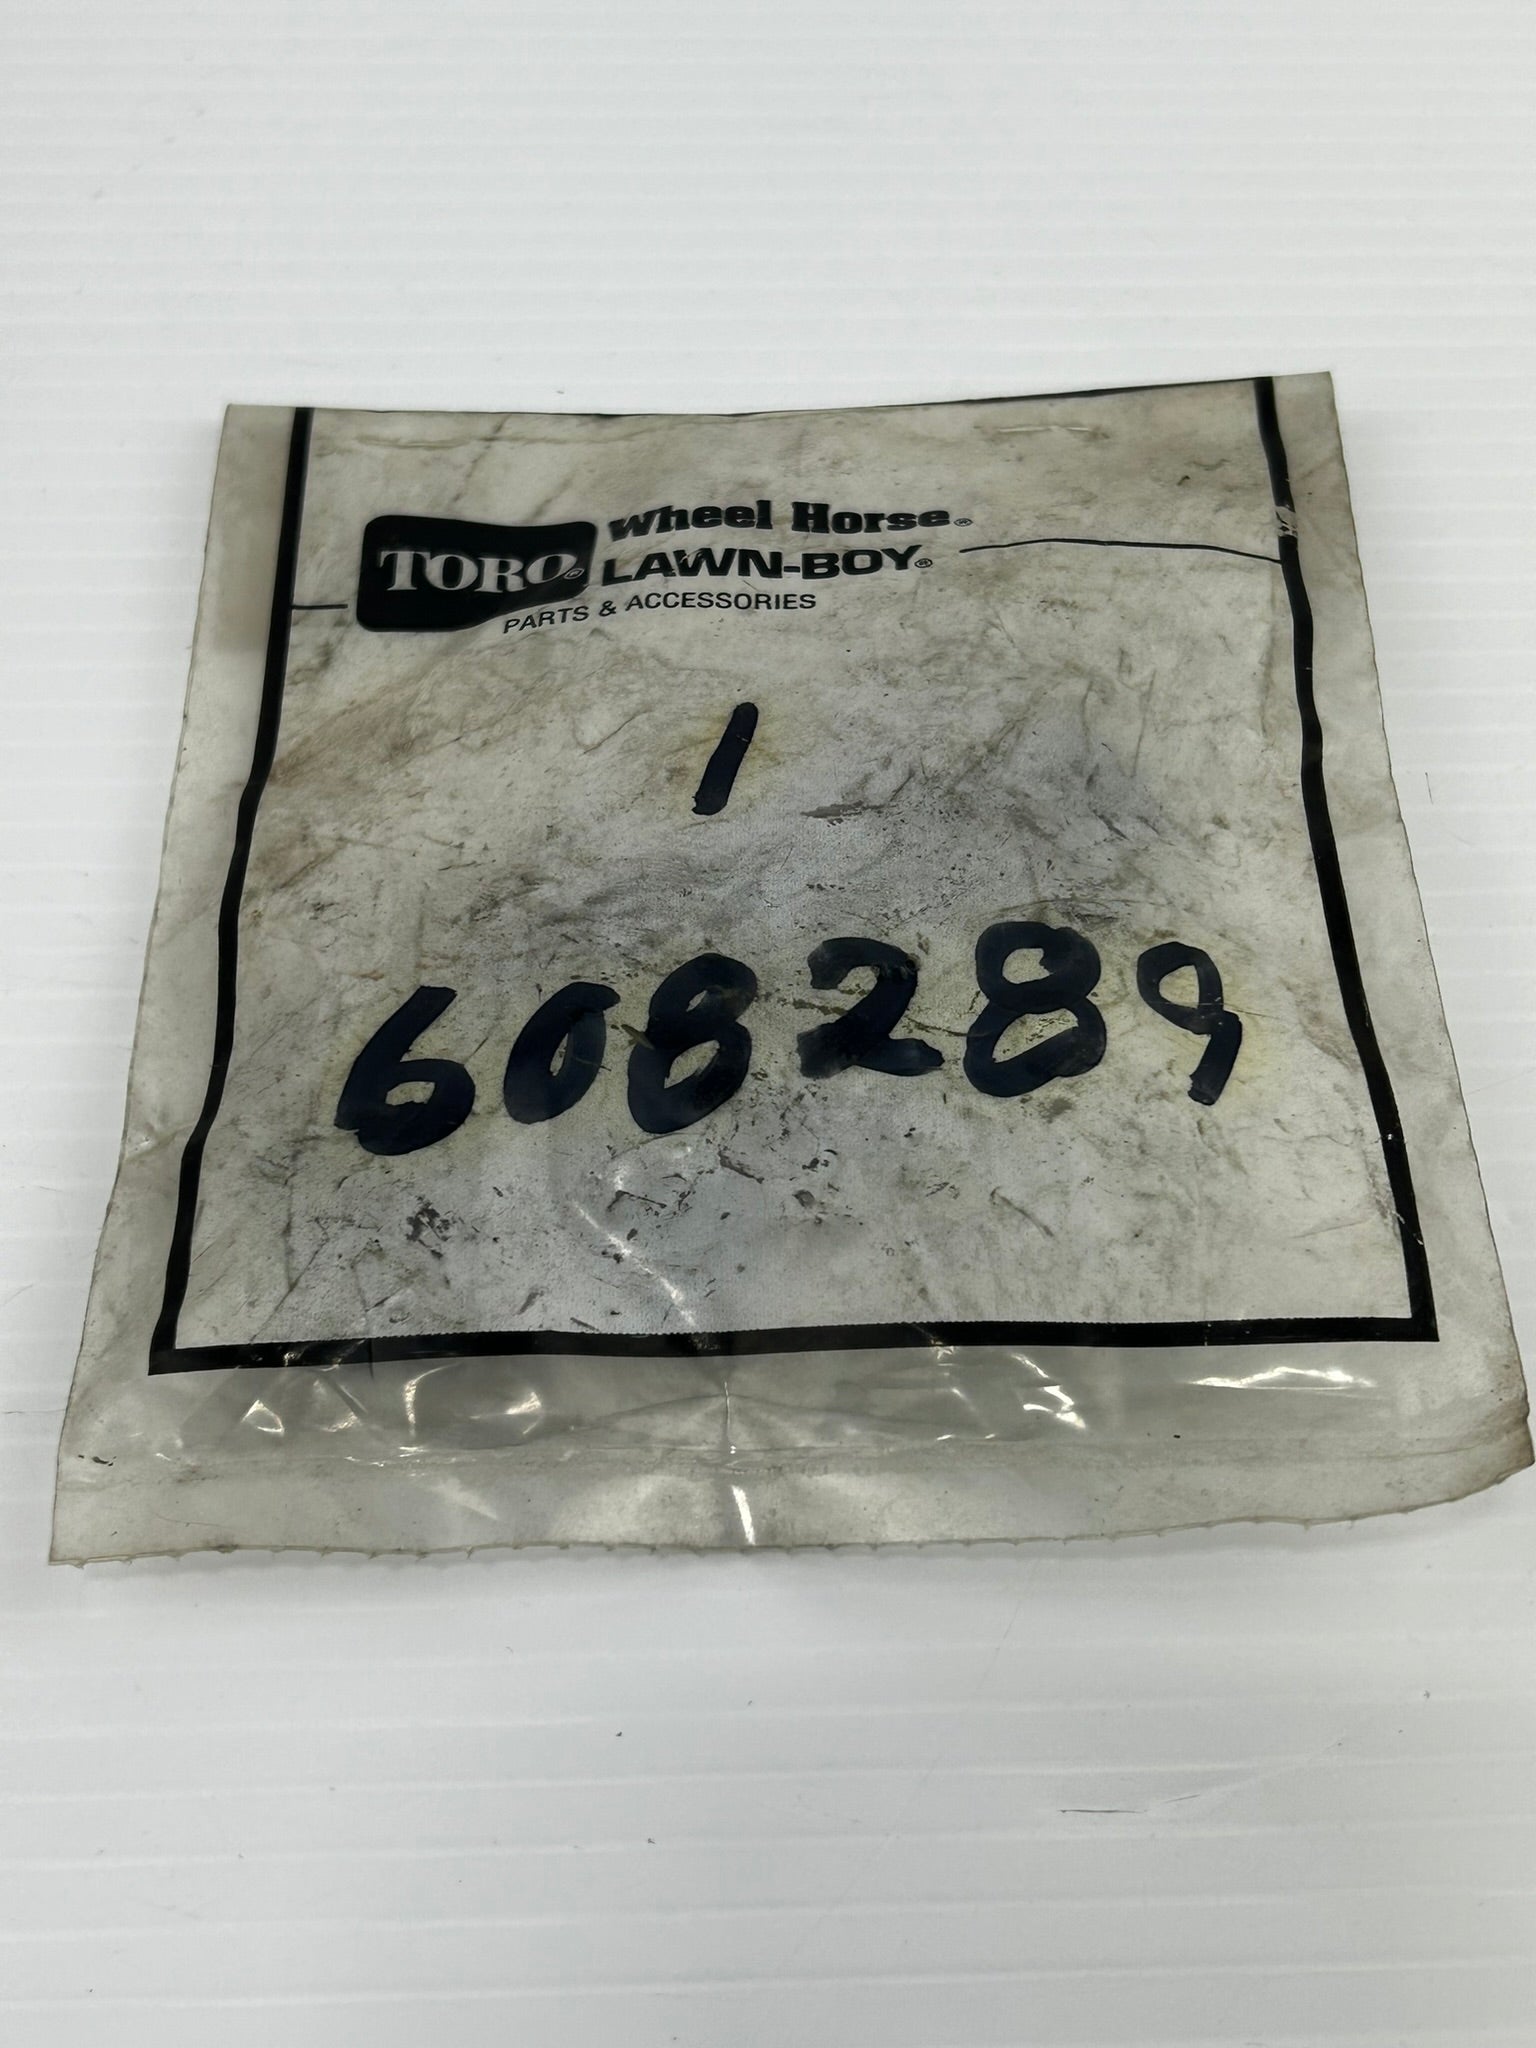 TORO®
Wheel Horse®
LAWN-BOY®
PARTS & ACCESSORIES
1
608289